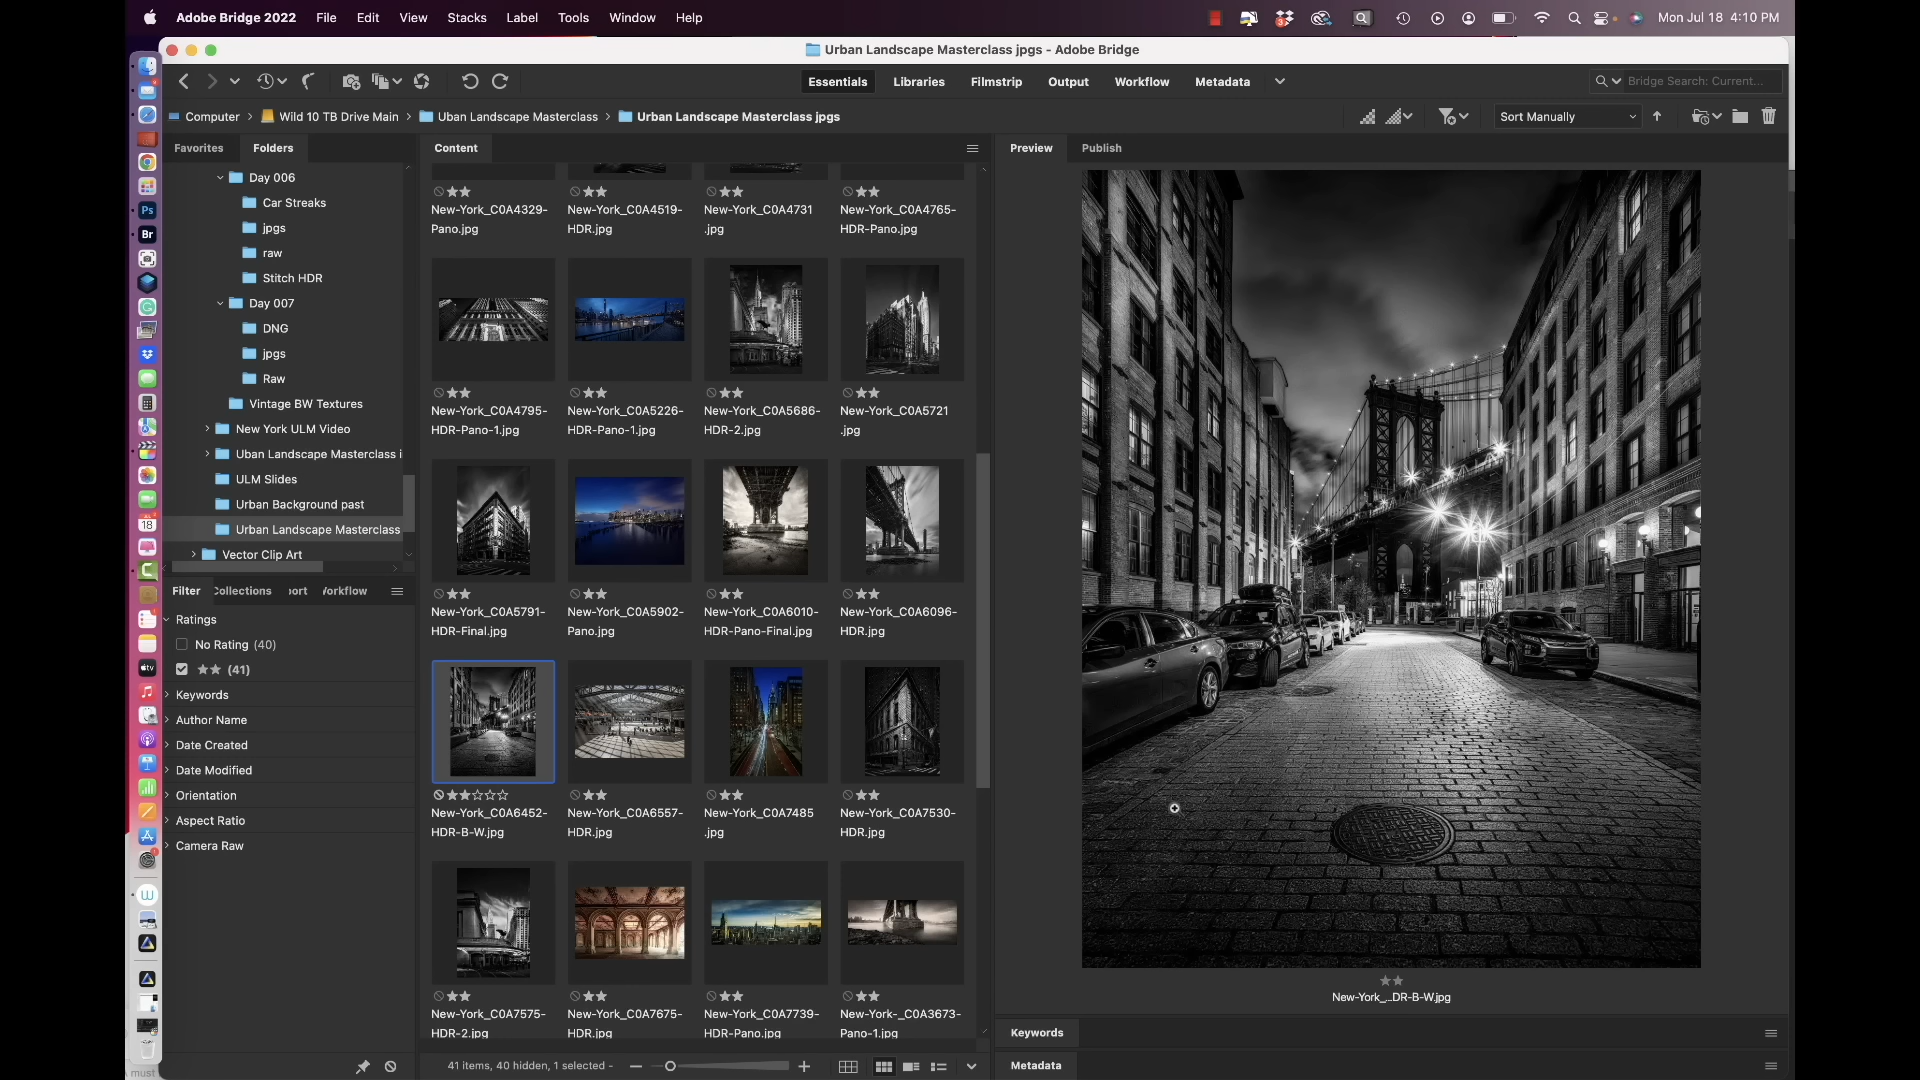 Adobe Bridge 2022 File Edit View Stacks Label Tools Window Help Mon Jul 18 4:10 PM
Urban Landscape Masterclass jpgs - Adobe Bridge
Essentials Libraries Filmstrip Output Workflow Metadata Bridge Search: Current...
Computer Wild 10 TB Drive Main Uban Landscape Masterclass Urban Landscape Masterclass jpgs Sort Manually
Favorites Folders
Day 006
Car Streaks
jpgs
raw
Stitch HDR
Day 007
DNG
jpgs
Raw
Vintage BW Textures
New York ULM Video
Uban Landscape Masterclass i
ULM Slides
Urban Background past
Urban Landscape Masterclass
Vector Clip Art
Filter Collections port Workflow
Ratings
No Rating (40)
(41)
Keywords
Author Name
Date Created
Date Modified
Orientation
Aspect Ratio
Camera Raw
Content
New-York_C0A4329-
Pano.jpg
New-York_C0A4519-
HDR.jpg
New-York_C0A4731
.jpg
New-York_C0A4765-
HDR-Pano.jpg
New-York_C0A4795-
HDR-Pano-1.jpg
New-York_C0A5226-
HDR-Pano-1.jpg
New-York_C0A5686-
HDR-2.jpg
New-York_C0A5721
.jpg
New-York_C0A5791-
HDR-Final.jpg
New-York_C0A5902-
Pano.jpg
New-York_C0A6010-
HDR-Pano-Final.jpg
New-York_C0A6096-
HDR.jpg
New-York_C0A6452-
HDR-B-W.jpg
New-York_C0A6557-
HDR.jpg
New-York_C0A7485
.jpg
New-York_C0A7530-
HDR.jpg
New-York_C0A7575-
HDR-2.jpg
New-York_C0A7675-
HDR.jpg
New-York_C0A7739-
HDR-Pano.jpg
New-York-_C0A3673-
Pano-1.jpg
41 items, 40 hidden, 1 selected -
Preview Publish
New-York_...DR-B-W.jpg
Keywords
Metadata
Ps
Br
18
tv
A must